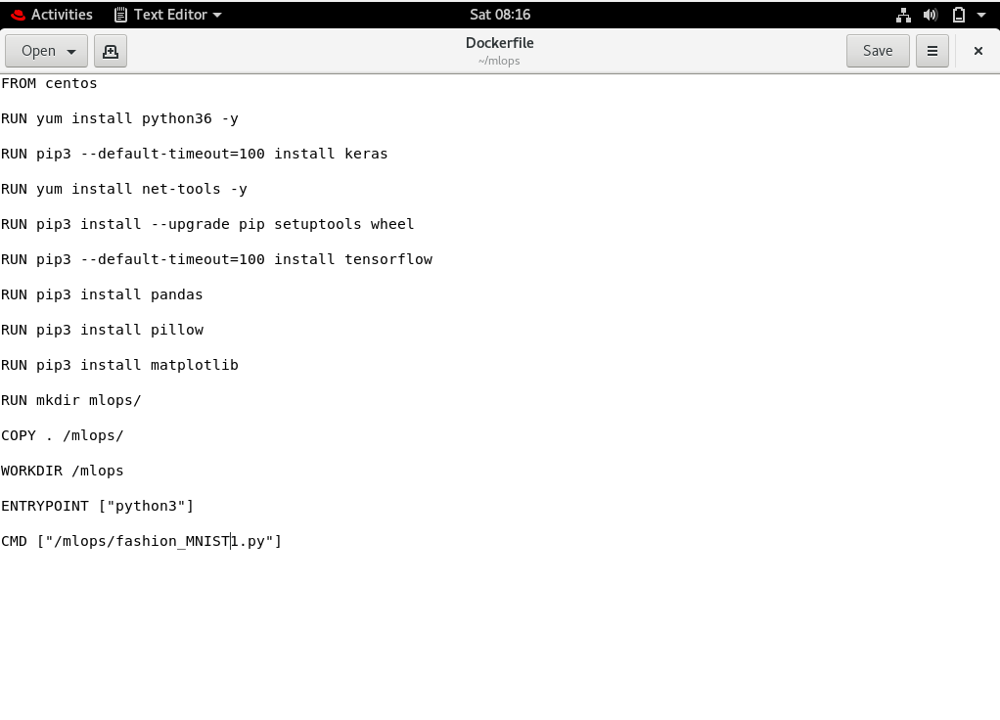 Activities Text Editor Sat 08:16
Open Dockerfile Save
~/mlops
FROM centos
RUN yum install python36 -y
RUN pip3 --default-timeout=100 install keras
RUN yum install net-tools -y
RUN pip3 install --upgrade pip setuptools wheel
RUN pip3 --default-timeout=100 install tensorflow
RUN pip3 install pandas
RUN pip3 install pillow
RUN pip3 install matplotlib
RUN mkdir mlops/
COPY . /mlops/
WORKDIR /mlops
ENTRYPOINT ["python3"]
CMD ["/mlops/fashion_MNIST1.py"]